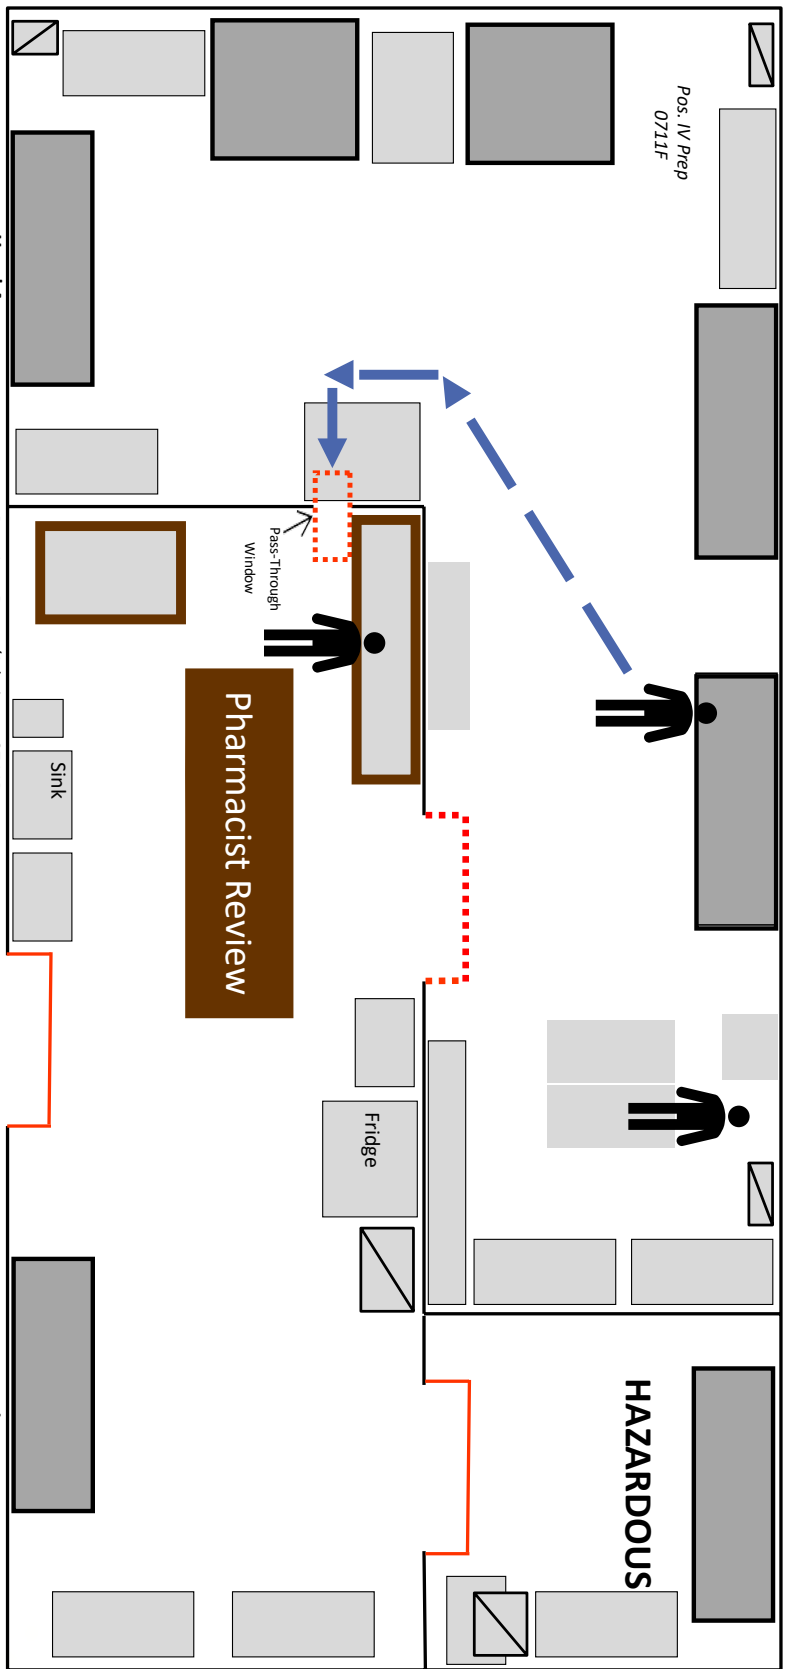 Pos. IV Prep
0711F
Pass-Through
Window
Pharmacist Review
Sink
Fridge
HAZARDOUS